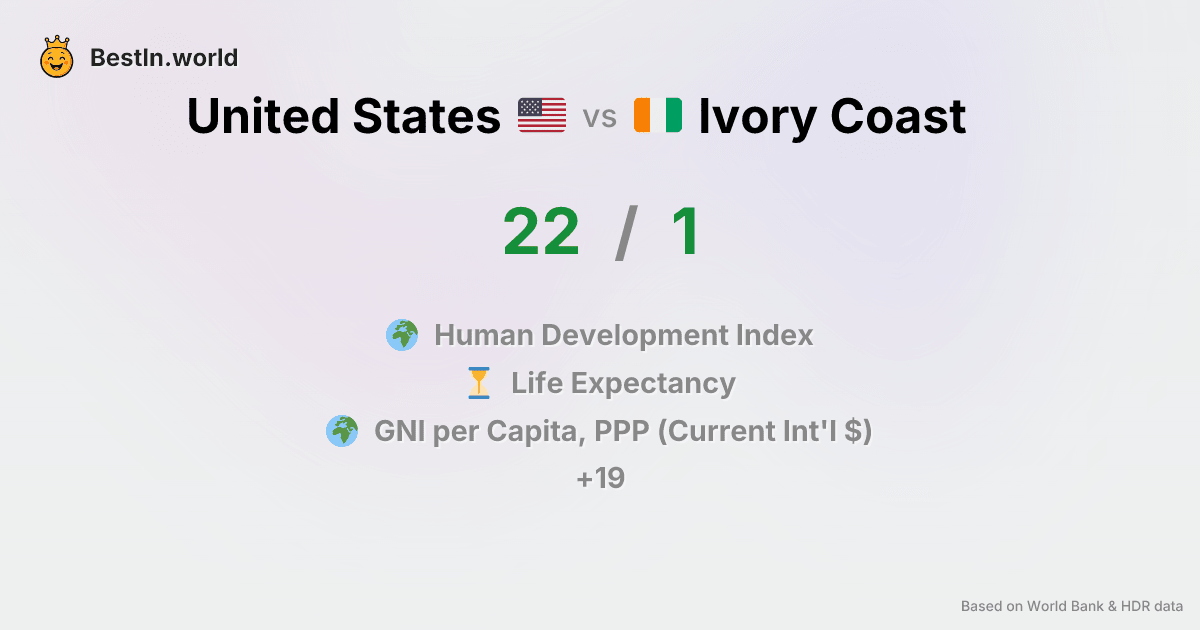 BestIn.world
United States vs Ivory Coast
22 / 1
Human Development Index
Life Expectancy
GNI per Capita, PPP (Current Int'l $)
+19
Based on World Bank & HDR data